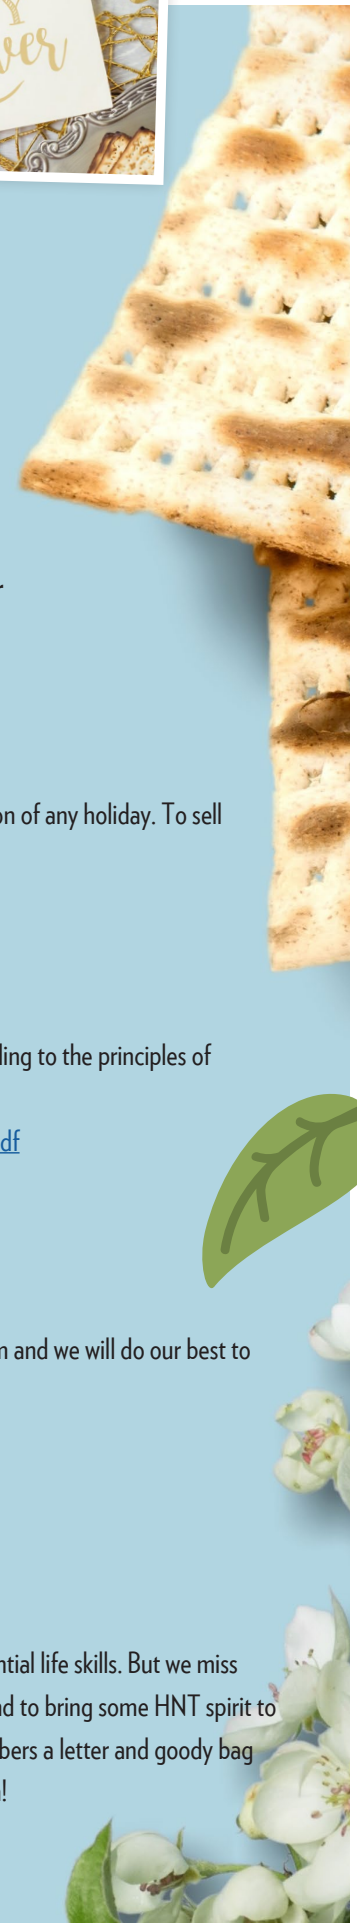 Y
ver
on of any holiday. To sell
ling to the principles of
df
n and we will do our best to
ntial life skills. But we miss
nd to bring some HNT spirit to
bers a letter and goody bag
!